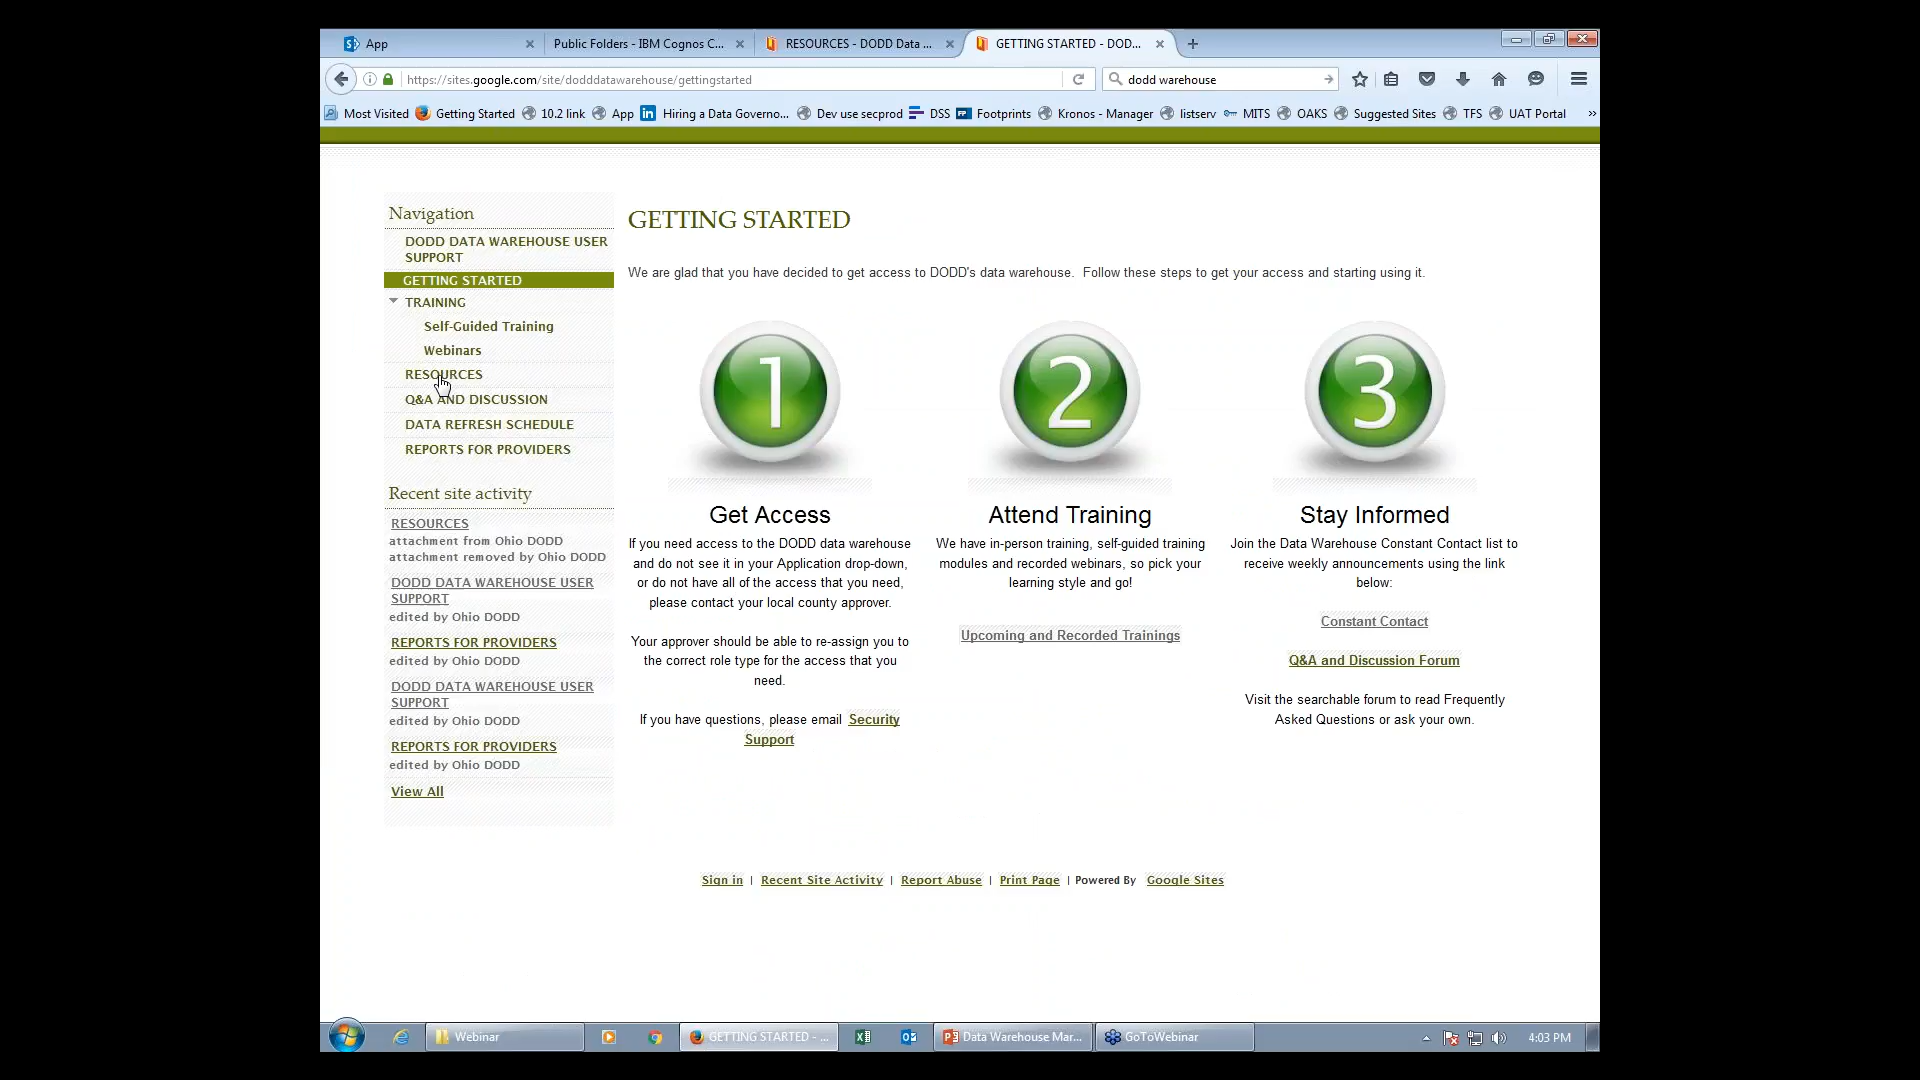 App
Public Folders - IBM Cognos C...
RESOURCES - DODD Data ...
GETTING STARTED - DOD...
https://sites.google.com/site/dodddatawarehouse/gettingstarted
dodd warehouse
Most Visited
Getting Started
10.2 link
App
Hiring a Data Governo...
Dev use secprod
DSS
Footprints
Kronos - Manager
listserv
MITS
OAKS
Suggested Sites
TFS
UAT Portal
Navigation
DODD DATA WAREHOUSE USER
SUPPORT
GETTING STARTED
TRAINING
Self-Guided Training
Webinars
RESOURCES
Q&A AND DISCUSSION
DATA REFRESH SCHEDULE
REPORTS FOR PROVIDERS
Recent site activity
RESOURCES
attachment from Ohio DODD
attachment removed by Ohio DODD
DODD DATA WAREHOUSE USER
SUPPORT
edited by Ohio DODD
REPORTS FOR PROVIDERS
edited by Ohio DODD
DODD DATA WAREHOUSE USER
SUPPORT
edited by Ohio DODD
REPORTS FOR PROVIDERS
edited by Ohio DODD
View All
GETTING STARTED
We are glad that you have decided to get access to DODD's data warehouse. Follow these steps to get your access and starting using it.
1
Get Access
If you need access to the DODD data warehouse
and do not see it in your Application drop-down,
or do not have all of the access that you need,
please contact your local county approver.
Your approver should be able to re-assign you to
the correct role type for the access that you
need.
If you have questions, please email Security
Support
2
Attend Training
We have in-person training, self-guided training
modules and recorded webinars, so pick your
learning style and go!
Upcoming and Recorded Trainings
3
Stay Informed
Join the Data Warehouse Constant Contact list to
receive weekly announcements using the link
below:
Constant Contact
Q&A and Discussion Forum
Visit the searchable forum to read Frequently
Asked Questions or ask your own.
Sign in | Recent Site Activity | Report Abuse | Print Page | Powered By Google Sites
Webinar
GETTING STARTED - ...
Data Warehouse Mar...
GoToWebinar
4:03 PM